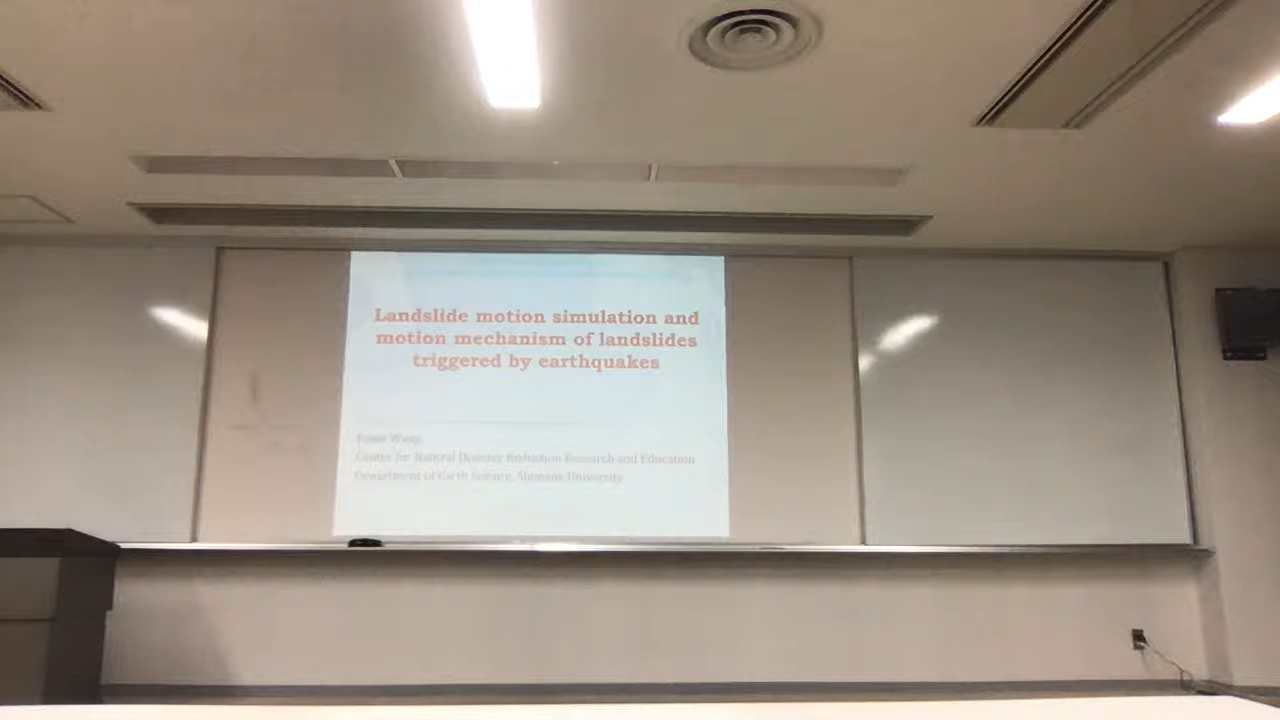 Landslide motion simulation and
motion mechanism of landslides
triggered by earthquakes
Wang
Center for Natural Disaster Reduction Research and Education
Department of Earth Science, Shimane University